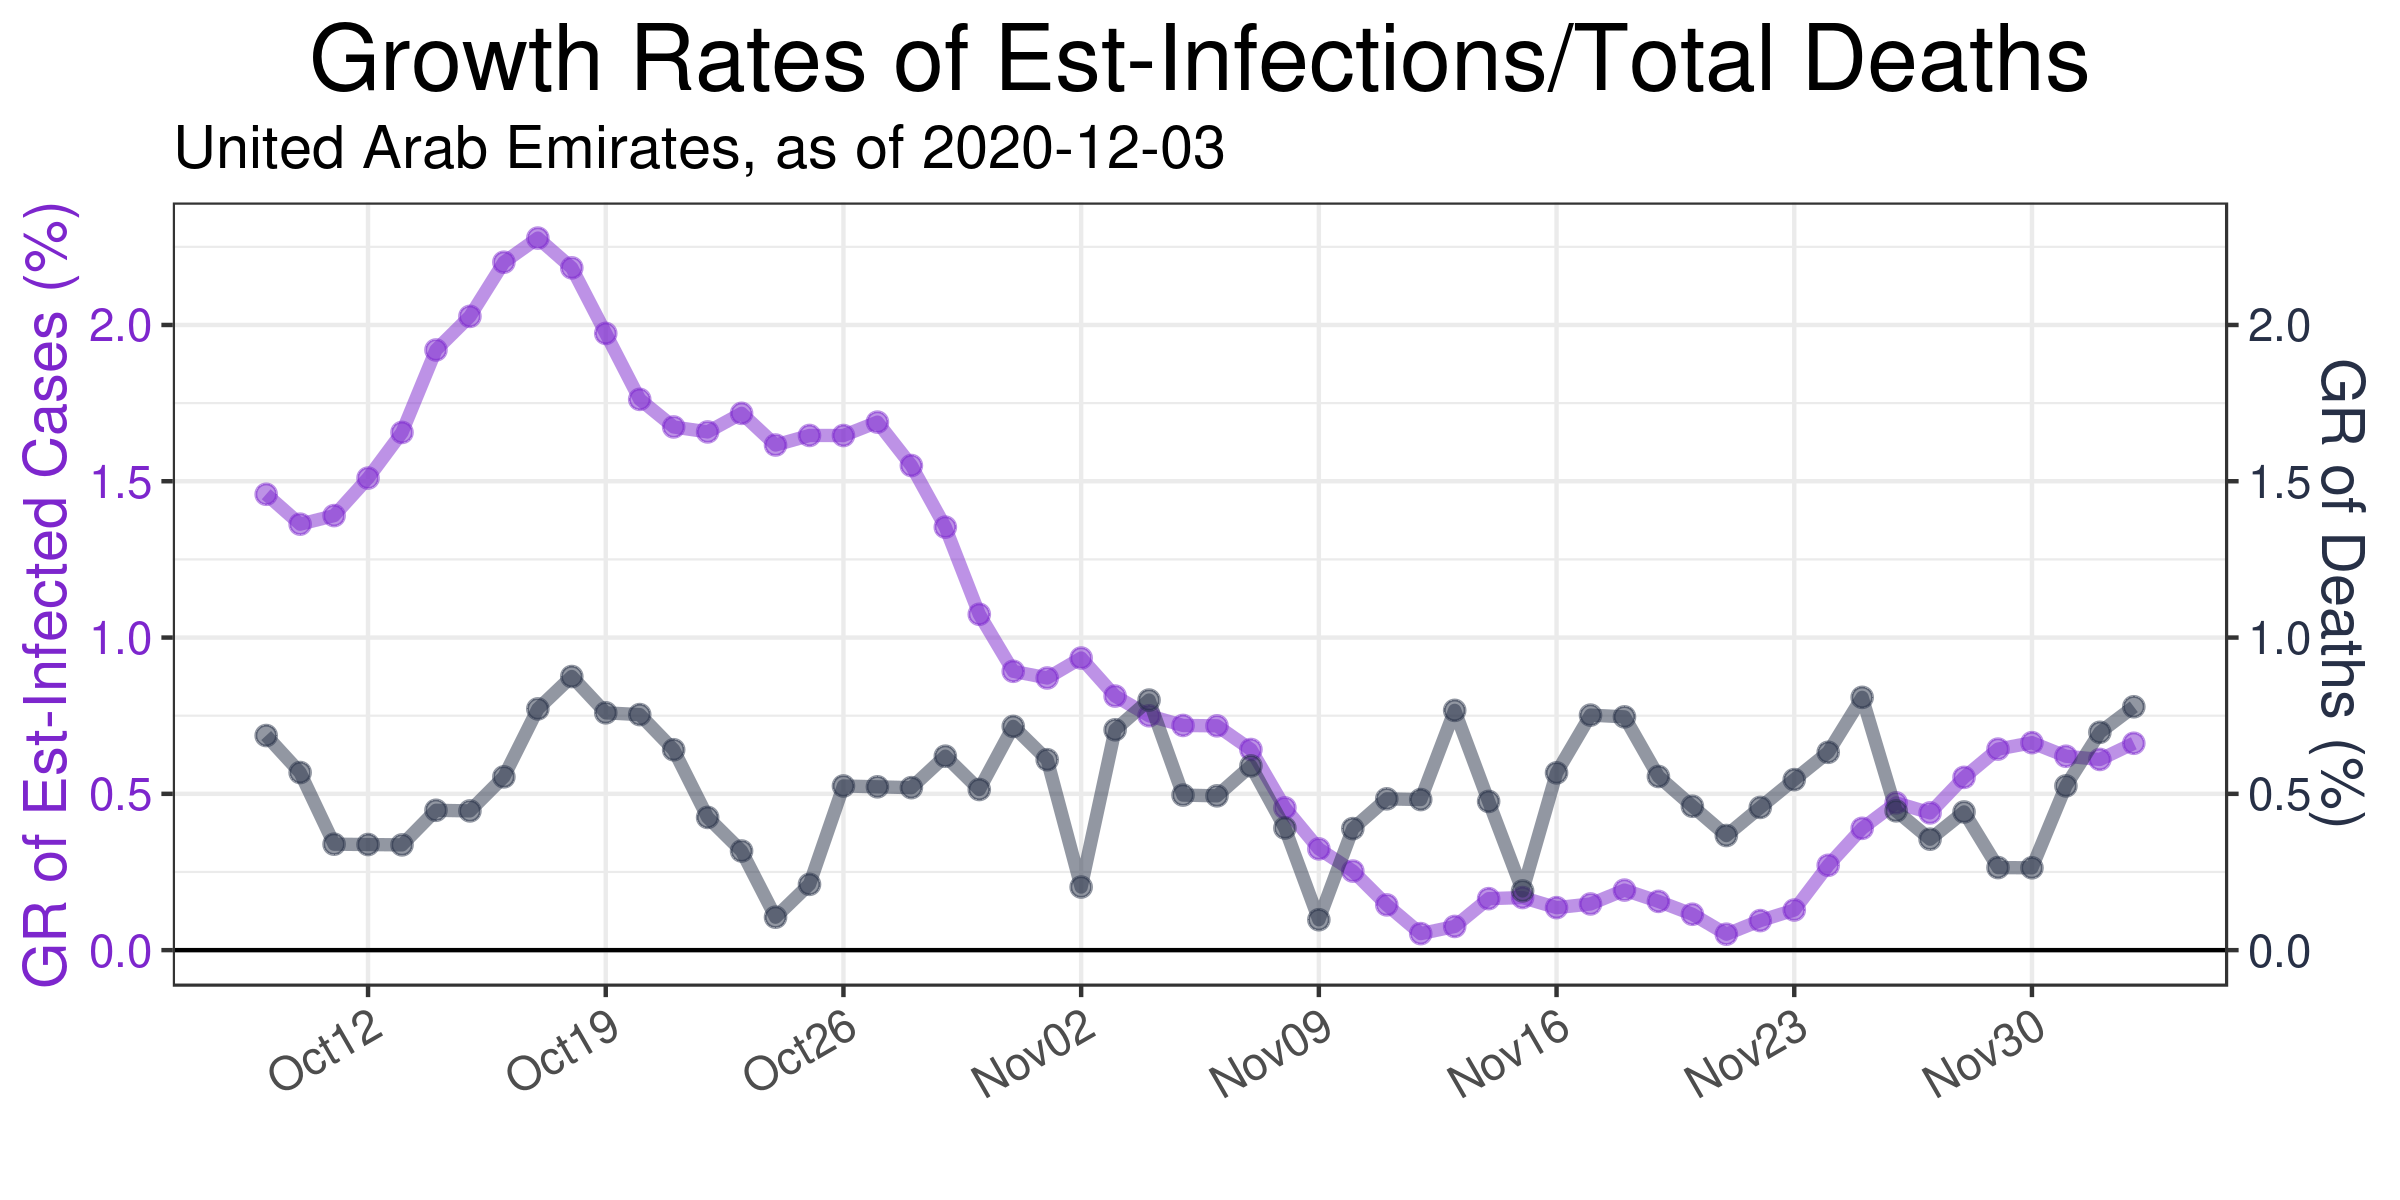 Growth Rates of Est-Infections/Total Deaths
United Arab Emirates, as of 2020-12-03
GR of Est-Infected Cases (%)
2.0
1.5
1.0
0.5
0.0
2.0
1.5
1.0
0.5
0.0
GR of Deaths (%)
Oct12
Oct19
Oct26
Nov02
Nov09
Nov16
Nov23
Nov30